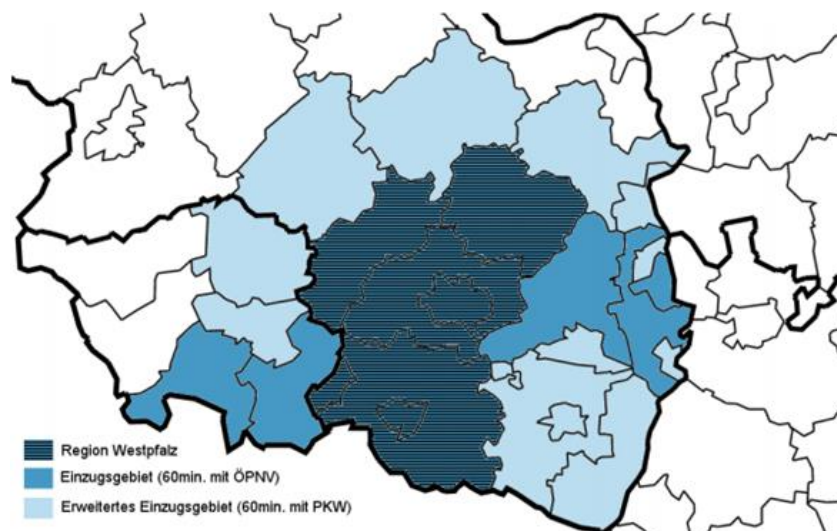 Region Westpfalz
Einzugsgebiet (60min. mit ÖPNV)
Erweitertes Einzugsgebiet (60min. mit PKW)